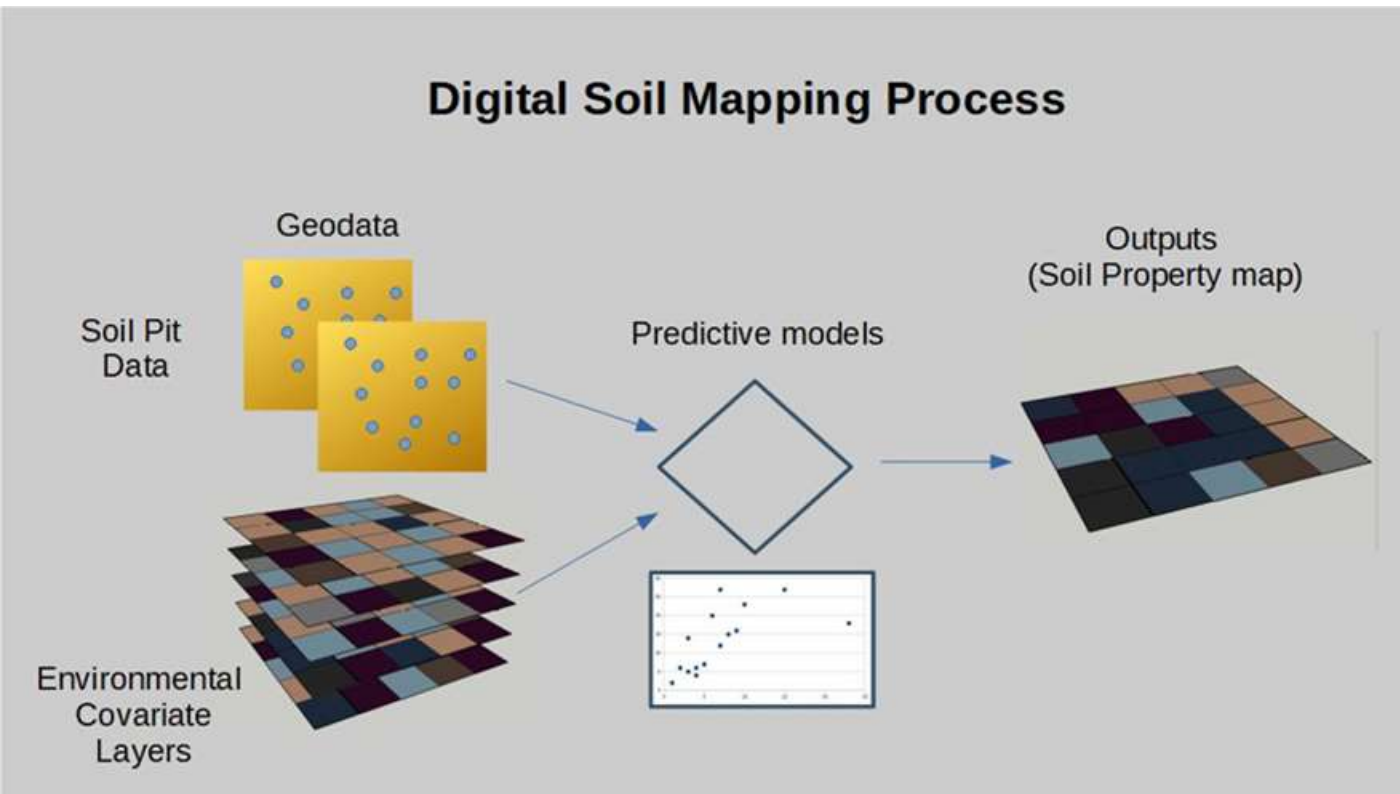 Digital Soil Mapping Process
Geodata
Soil Pit
Data
Environmental
Covariate
Layers
Predictive models
Outputs
(Soil Property map)